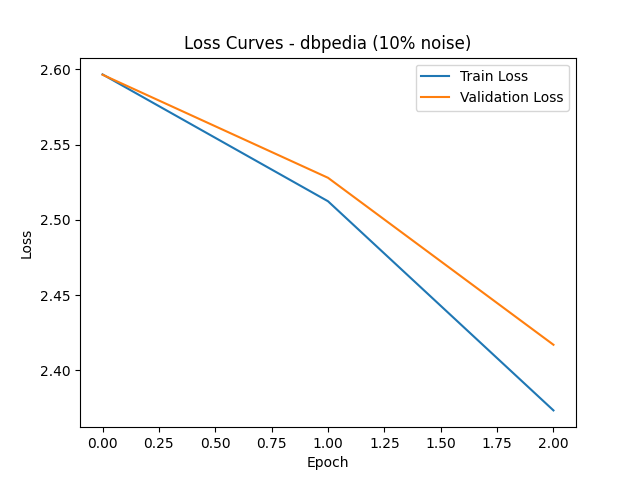 Loss Curves - dbpedia (10% noise)
Train Loss
Validation Loss
2.60
2.55
2.50
2.45
2.40
Loss
0.00 0.25 0.50 0.75 1.00 1.25 1.50 1.75 2.00
Epoch